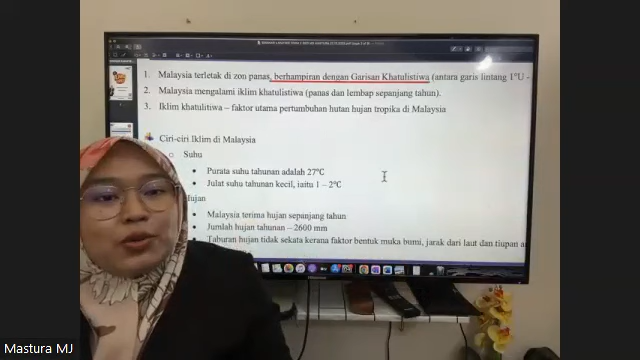 1. Malaysia terletak di zon panas, berhampiran dengan Garisan Khatulistiwa (antara garis lintang 1°U -
2. Malaysia mengalami iklim khatulistiwa (panas dan lembap sepanjang tahun).
3. Iklim khatulitiwa – faktor utama pertumbuhan hutan hujan tropika di Malaysia
Ciri-ciri Iklim di Malaysia
Suhu
Purata suhu tahunan adalah 27°C
Julat suhu tahunan kecil, iaitu 1 – 2°C
Hujan
Malaysia terima hujan sepanjang tahun
Jumlah hujan tahunan – 2600 mm
Taburan hujan tidak sekata kerana faktor bentuk muka bumi, jarak dari laut dan tiupan
Mastura MJ